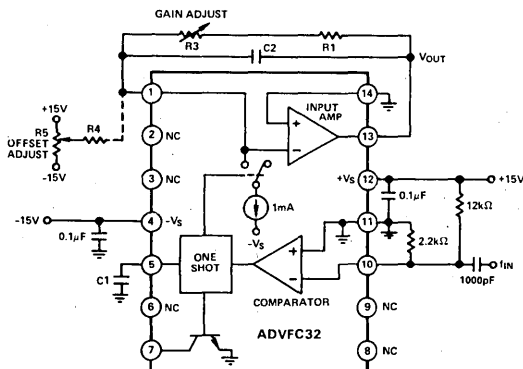 GAIN ADJUST
R3
R1
C2
VOUT
1
14
+15V
R5
OFFSET
ADJUST
R4
-15V
2
NC
INPUT
AMP
+
−
13
3
NC
+VS
12
+15V
0.1µF
12kΩ
1mA
-VS
-15V
4
-VS
0.1µF
11
2.2kΩ
5
ONE
SHOT
+
−
10
1000pF
fIN
C1
COMPARATOR
6
NC
9
NC
ADVFC32
7
8
NC